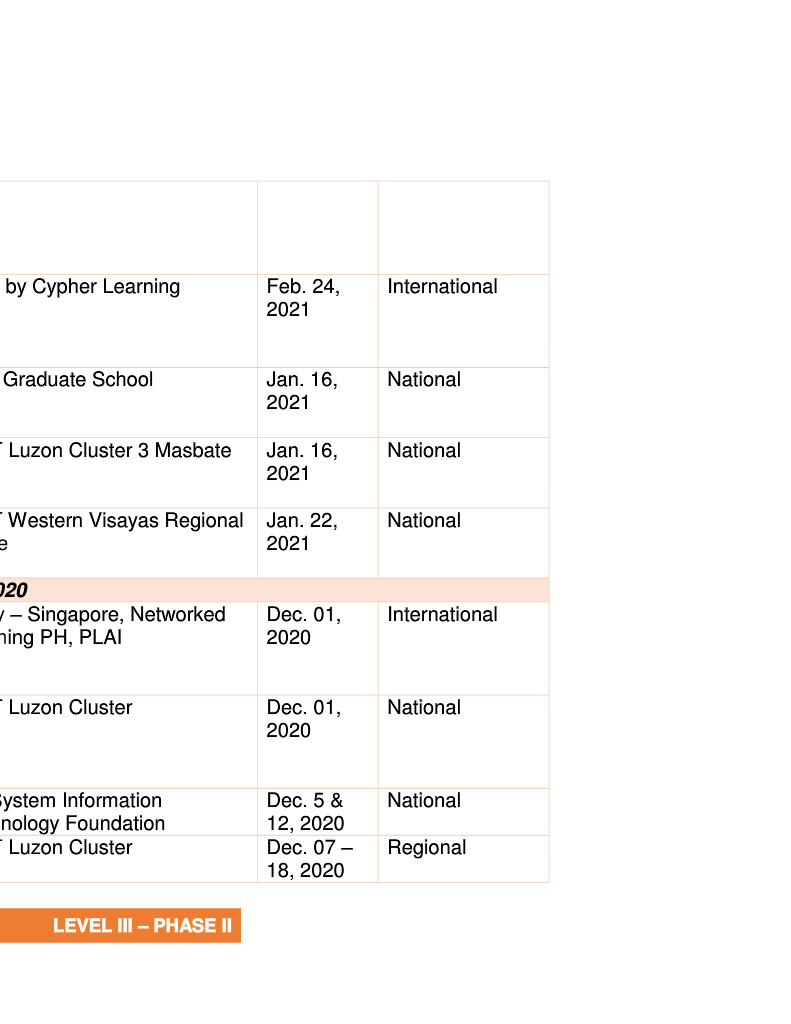 by Cypher Learning Feb. 24, International
2021
Graduate School Jan. 16, National
2021
Luzon Cluster 3 Masbate Jan. 16, National
2021
Western Visayas Regional Jan. 22, National
e 2021
020
– Singapore, Networked Dec. 01, International
ning PH, PLAI 2020
Luzon Cluster Dec. 01, National
2020
System Information Dec. 5 & National
nology Foundation 12, 2020
Luzon Cluster Dec. 07 – Regional
18, 2020
LEVEL III – PHASE II